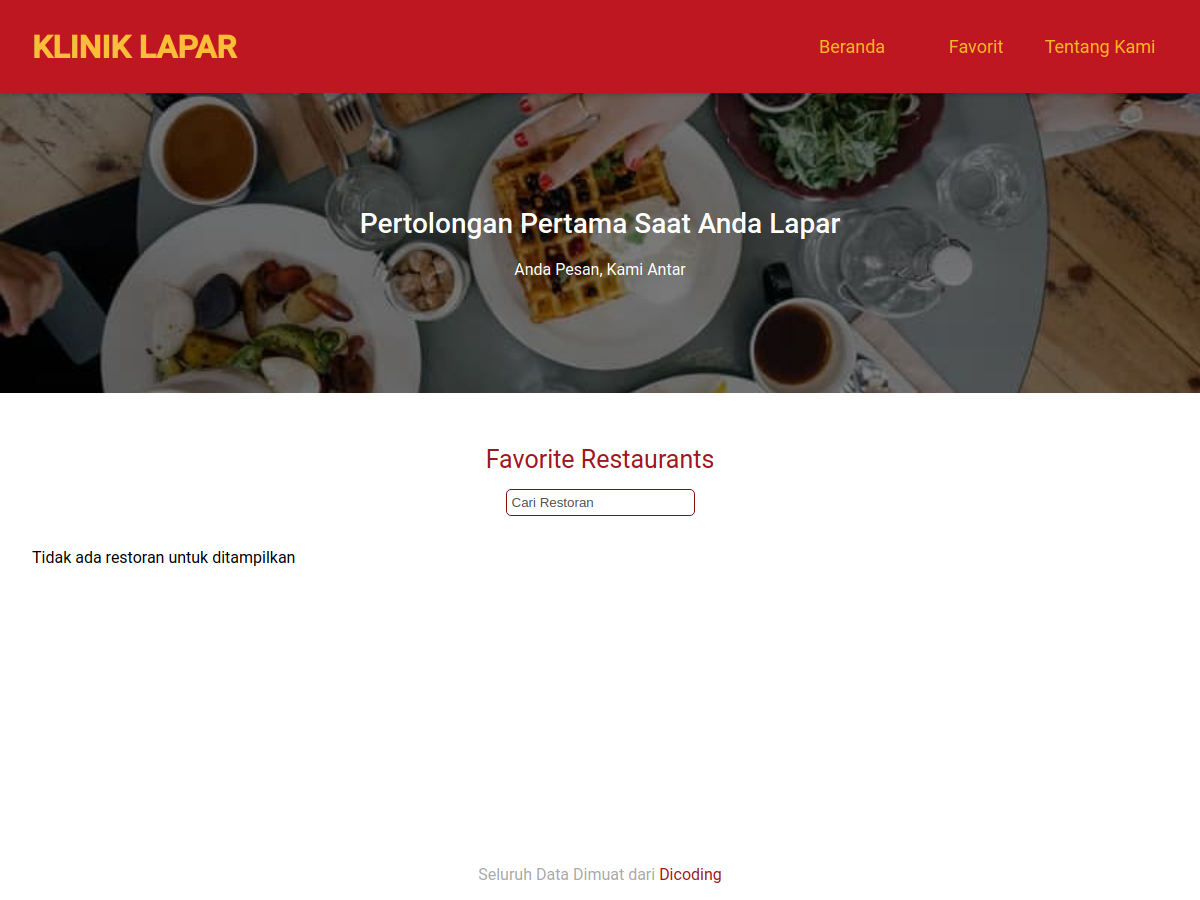 KLINIK LAPAR
Beranda
Favorit
Tentang Kami
Pertolongan Pertama Saat Anda Lapar
Anda Pesan, Kami Antar
Favorite Restaurants
Cari Restoran
Tidak ada restoran untuk ditampilkan
Seluruh Data Dimuat dari Dicoding